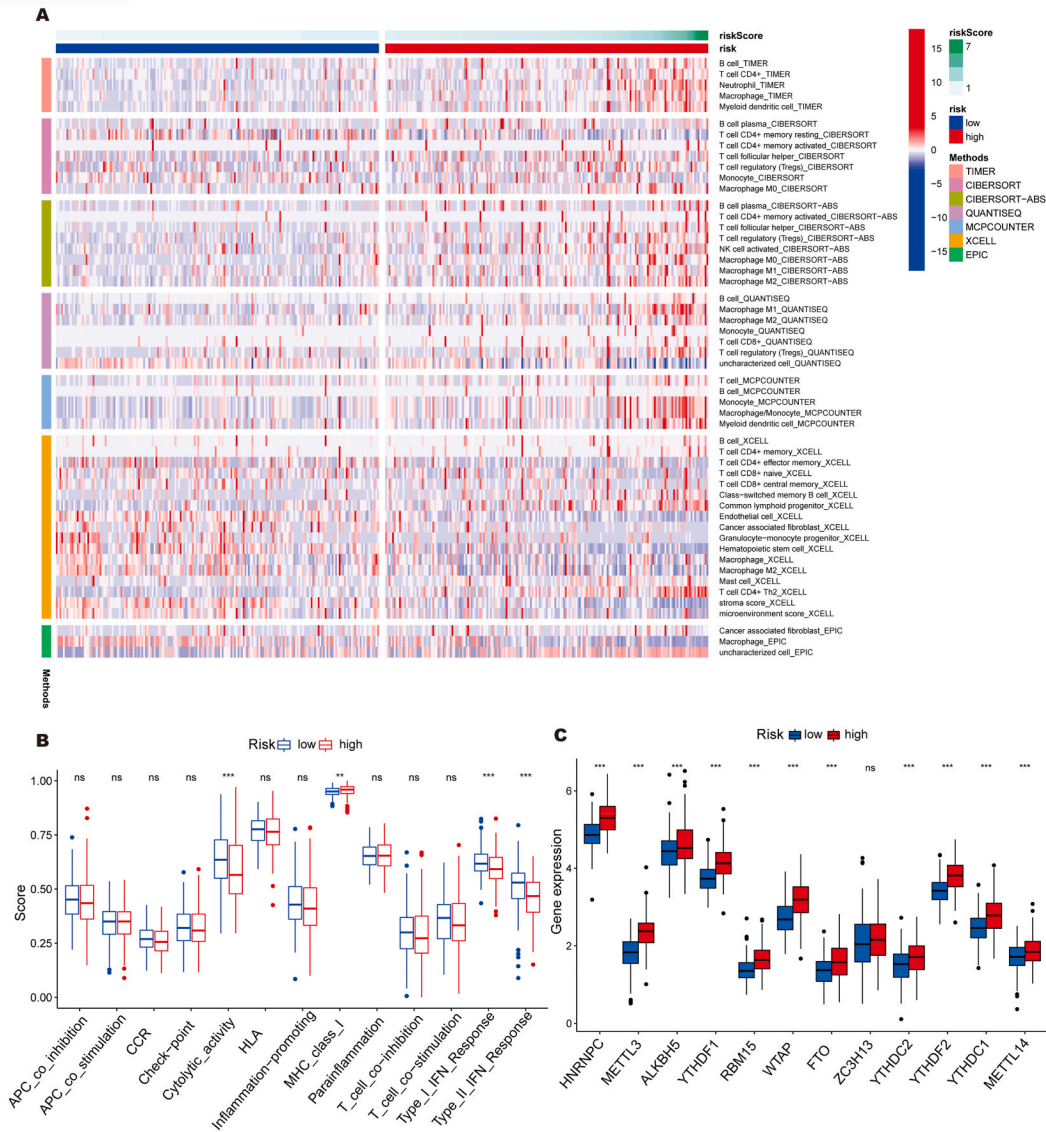 A
riskScore
risk
B cell_TIMER
T cell CD4+_TIMER
Neutrophil_TIMER
Macrophage_TIMER
Myeloid dendritic cell_TIMER
B cell plasma_CIBERSORT
T cell CD4+ memory resting_CIBERSORT
T cell CD4+ memory activated_CIBERSORT
T cell follicular helper_CIBERSORT
T cell regulatory (Tregs)_CIBERSORT
Monocyte_CIBERSORT
Macrophage M0_CIBERSORT
B cell plasma_CIBERSORT−ABS
T cell CD4+ memory activated_CIBERSORT−ABS
T cell follicular helper_CIBERSORT−ABS
T cell regulatory (Tregs)_CIBERSORT−ABS
NK cell activated_CIBERSORT−ABS
Macrophage M0_CIBERSORT−ABS
Macrophage M1_CIBERSORT−ABS
Macrophage M2_CIBERSORT−ABS
B cell_QUANTISEQ
Macrophage M1_QUANTISEQ
Macrophage M2_QUANTISEQ
Monocyte_QUANTISEQ
T cell CD8+_QUANTISEQ
T cell regulatory (Tregs)_QUANTISEQ
uncharacterized cell_QUANTISEQ
T cell_MCPCOUNTER
B cell_MCPCOUNTER
Monocyte_MCPCOUNTER
Macrophage/Monocyte_MCPCOUNTER
Myeloid dendritic cell_MCPCOUNTER
B cell_XCELL
T cell CD4+ memory_XCELL
T cell CD4+ effector memory_XCELL
T cell CD8+ naive_XCELL
T cell CD8+ central memory_XCELL
Class−switched memory B cell_XCELL
Common lymphoid progenitor_XCELL
Endothelial cell_XCELL
Cancer associated fibroblast_XCELL
Granulocyte−monocyte progenitor_XCELL
Hematopoietic stem cell_XCELL
Macrophage_XCELL
Macrophage M2_XCELL
Mast cell_XCELL
T cell CD4+ Th2_XCELL
stroma score_XCELL
microenvironment score_XCELL
Cancer associated fibroblast_EPIC
Macrophage_EPIC
uncharacterized cell_EPIC
Methods
15
10
5
0
−5
−10
−15
riskScore
7
1
risk
low
high
Methods
TIMER
CIBERSORT
CIBERSORT−ABS
QUANTISEQ
MCPCOUNTER
XCELL
EPIC
B
Risk low high
ns ns ns ns *** ns ns ** ns ns ns *** ***
Score
1.00
0.75
0.50
0.25
0.00
APC_co_inhibition
APC_co_stimulation
CCR
Check−point
Cytolytic_activity
HLA
Inflammation−promoting
MHC_class_I
Parainflammation
T_cell_co−inhibition
T_cell_co−stimulation
Type_I_IFN_Response
Type_II_IFN_Response
C
Risk low high
*** *** *** *** *** *** *** ns *** *** *** ***
Gene expression
6
4
2
0
HNRNPC
METTL3
ALKBH5
YTHDF1
RBM15
WTAP
FTO
ZC3H13
YTHDC2
YTHDF2
YTHDC1
METTL14